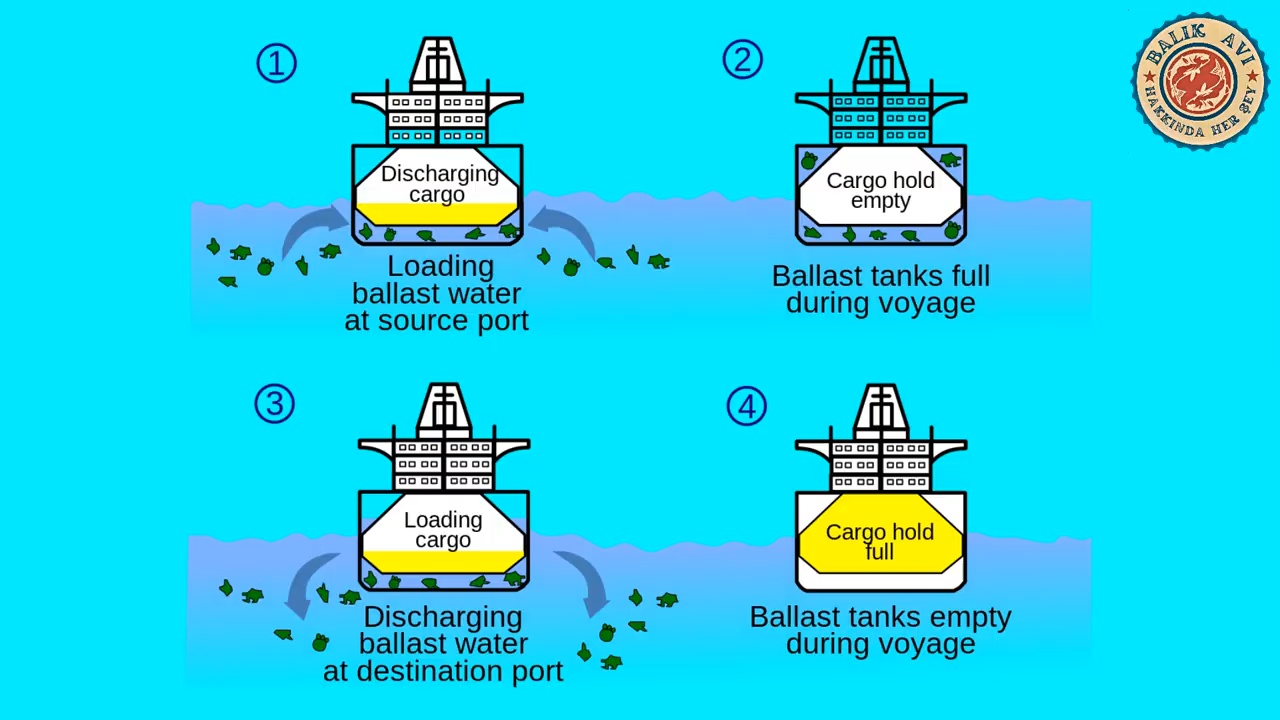 ①
Discharging
cargo
Loading
ballast water
at source port
②
Cargo hold
empty
Ballast tanks full
during voyage
BALIK AVI
HAKKINDA HER ŞEY
③
Loading
cargo
Discharging
ballast water
at destination port
④
Cargo hold
full
Ballast tanks empty
during voyage